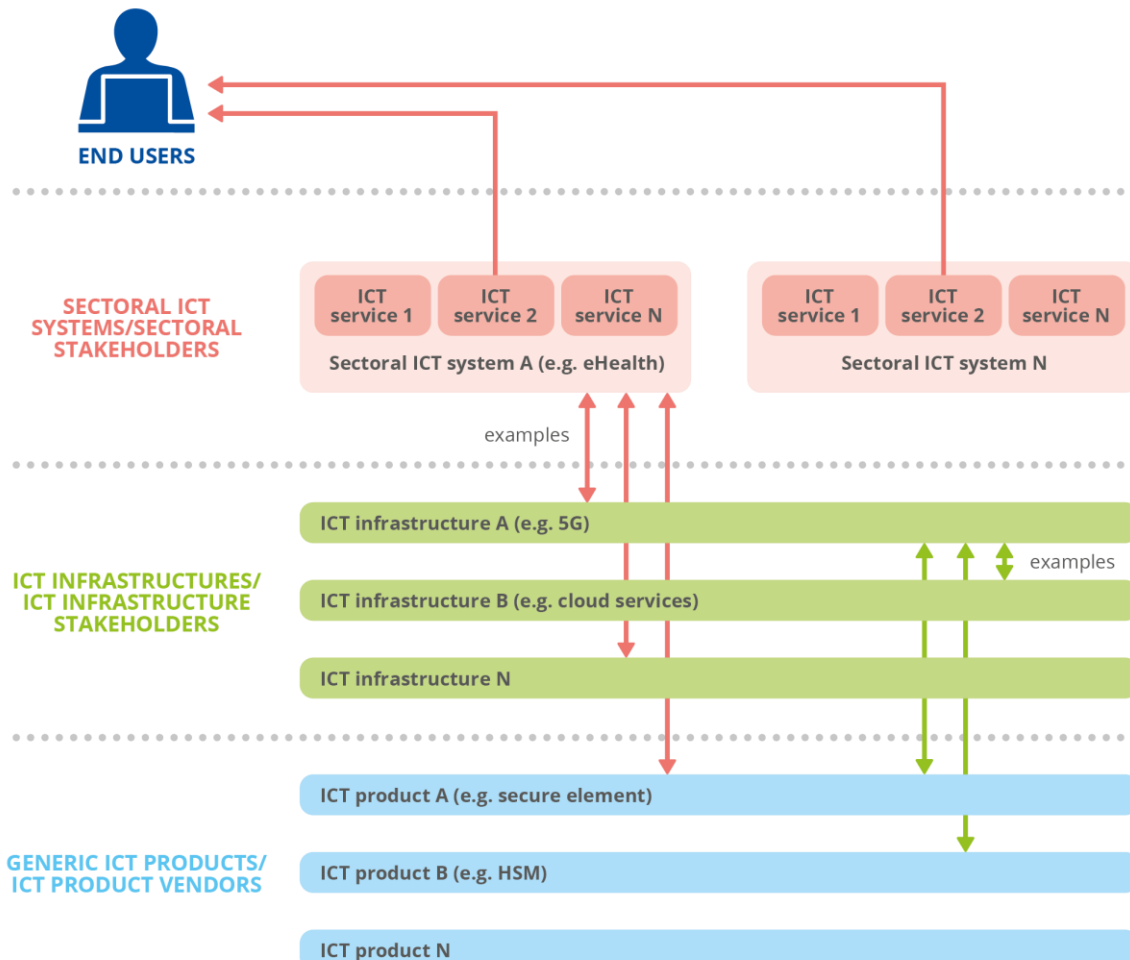 END USERS
SECTORAL ICT
SYSTEMS/SECTORAL
STAKEHOLDERS
ICT
service 1
ICT
service 2
ICT
service N
Sectoral ICT system A (e.g. eHealth)
ICT
service 1
ICT
service 2
ICT
service N
Sectoral ICT system N
examples
ICT INFRASTRUCTURES/
ICT INFRASTRUCTURE
STAKEHOLDERS
ICT infrastructure A (e.g. 5G)
examples
ICT infrastructure B (e.g. cloud services)
ICT infrastructure N
GENERIC ICT PRODUCTS/
ICT PRODUCT VENDORS
ICT product A (e.g. secure element)
ICT product B (e.g. HSM)
ICT product N